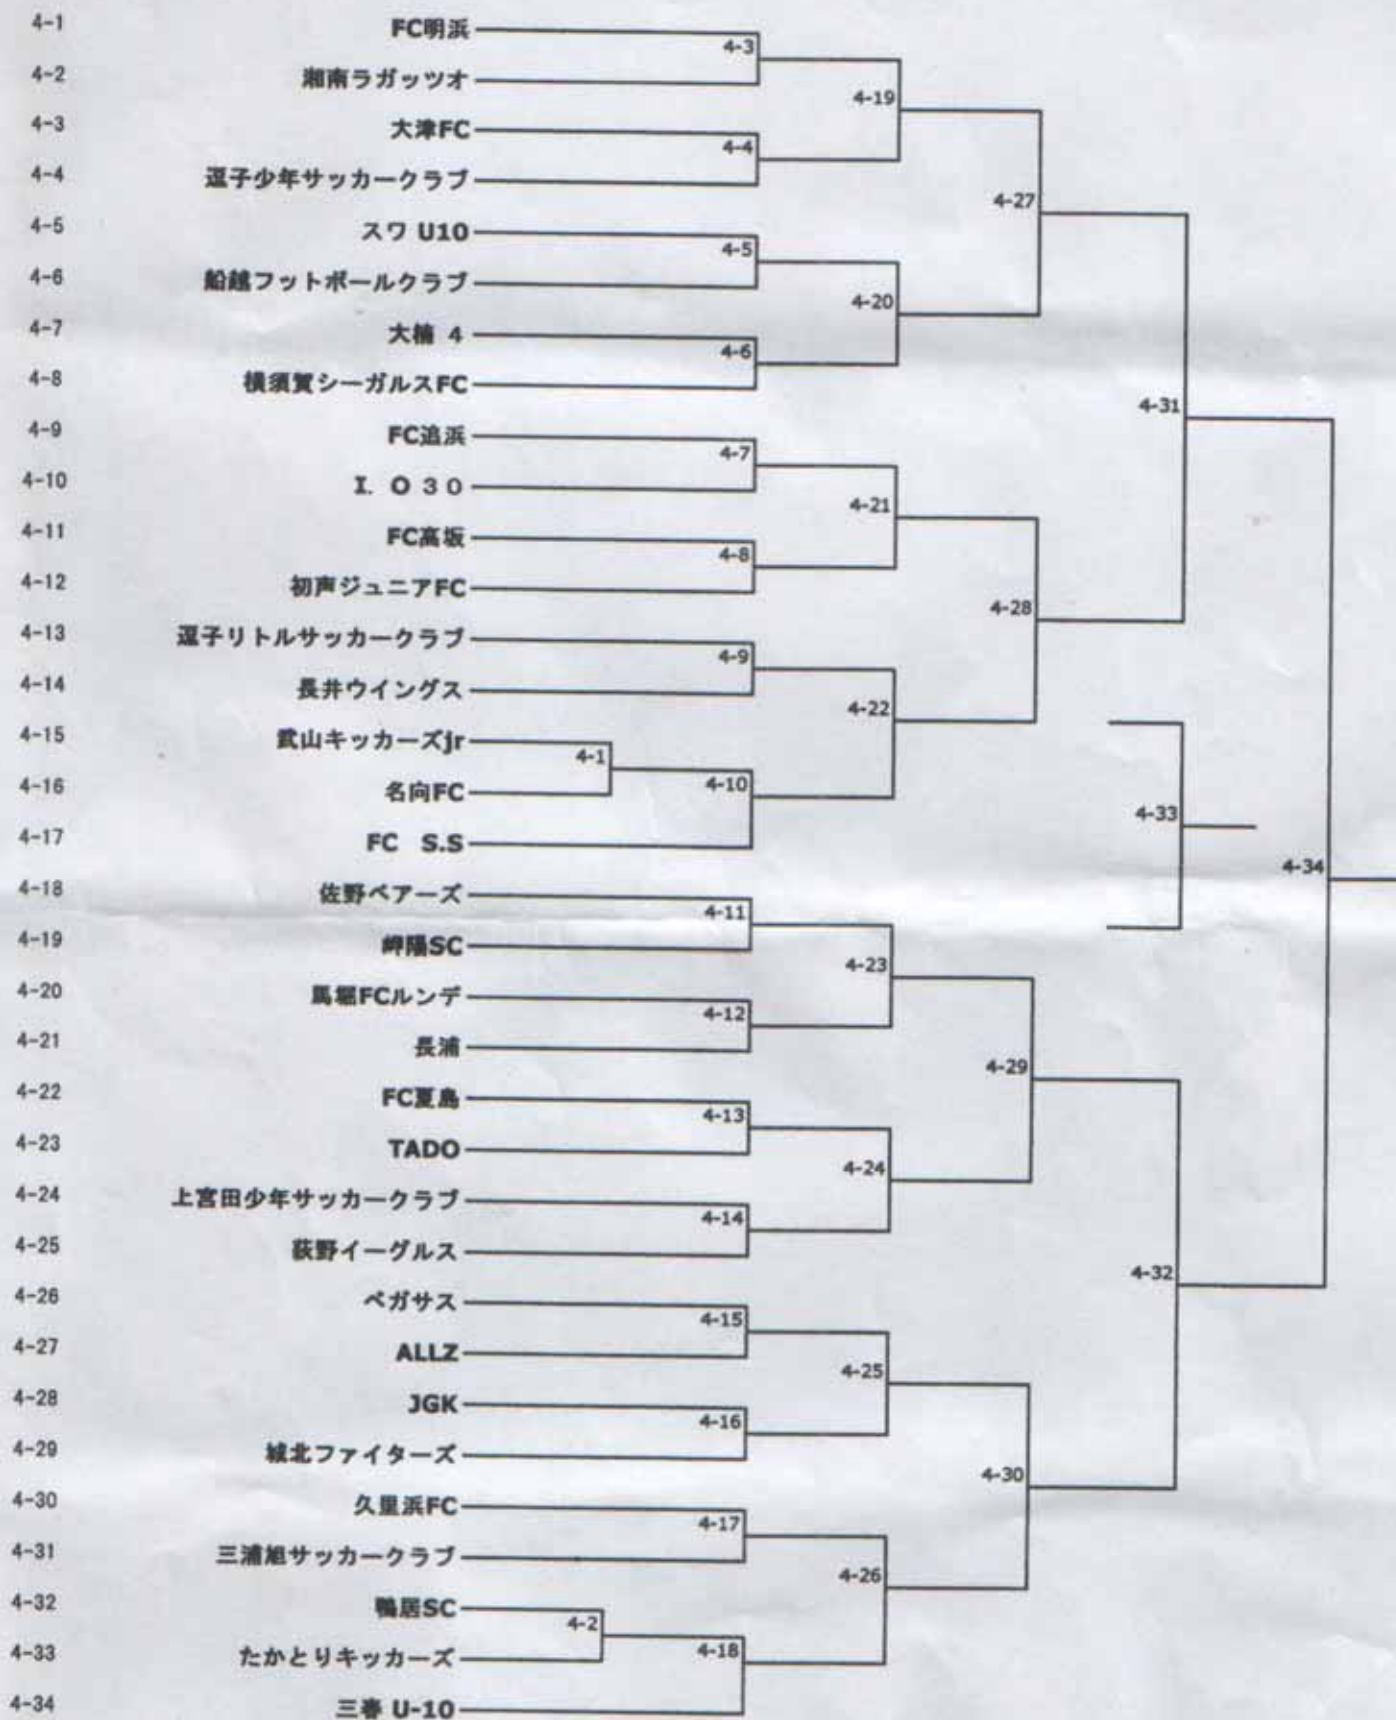 4-1 FC明浜
4-3
4-2 湘南ラガッツオ
4-19
4-3 大津FC
4-4
4-4 逗子少年サッカークラブ
4-27
4-5 スワ U10
4-5
4-6 船越フットボールクラブ
4-20
4-7 大楠 4
4-6
4-8 横須賀シーガルスFC
4-31
4-9 FC追浜
4-7
4-10 I. O 3 0
4-21
4-11 FC高坂
4-8
4-12 初声ジュニアFC
4-28
4-13 逗子リトルサッカークラブ
4-9
4-14 長井ウイングス
4-22
4-15 武山キッカーズjr
4-1
4-16 名向FC
4-10
4-33
4-17 FC S.S
4-34
4-18 佐野ベアーズ
4-11
4-19 岬陽SC
4-23
4-20 馬堀FCルンデ
4-12
4-21 長浦
4-29
4-22 FC夏島
4-13
4-23 TADO
4-24
4-24 上宮田少年サッカークラブ
4-14
4-25 荻野イーグルス
4-32
4-26 ペガサス
4-15
4-27 ALLZ
4-25
4-28 JGK
4-16
4-29 城北ファイターズ
4-30
4-30 久里浜FC
4-17
4-31 三浦旭サッカークラブ
4-26
4-32 鴨居SC
4-2
4-33 たかとりキッカーズ
4-18
4-34 三春 U-10